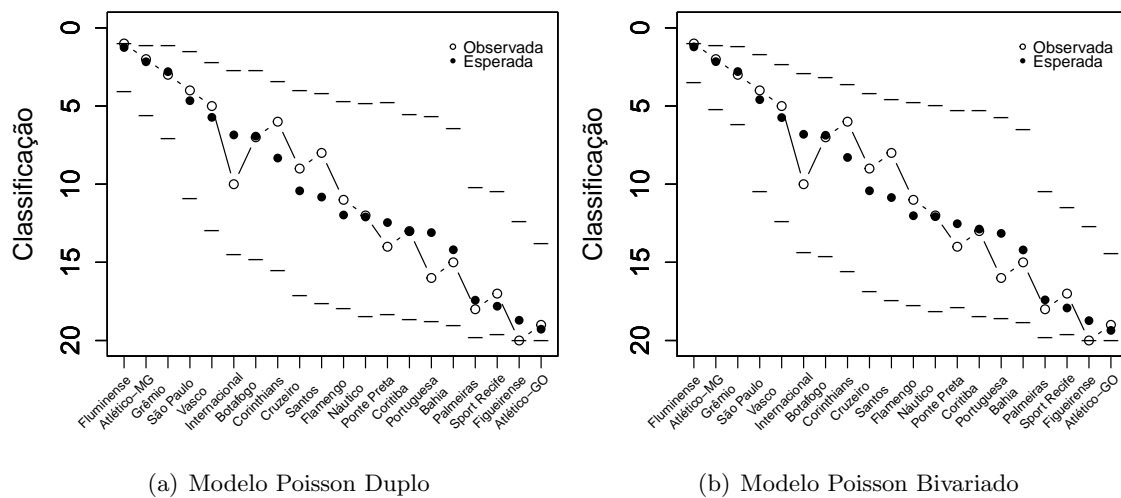 Classificação
0
5
10
15
20
Observada
Esperada
Fluminense
Atlético−MG
Grêmio
São Paulo
Vasco
Internacional
Botafogo
Corinthians
Cruzeiro
Santos
Flamengo
Náutico
Ponte Preta
Coritiba
Portuguesa
Bahia
Palmeiras
Sport Recife
Figueirense
Atlético−GO
(a) Modelo Poisson Duplo
Classificação
0
5
10
15
20
Observada
Esperada
Fluminense
Atlético−MG
Grêmio
São Paulo
Vasco
Internacional
Botafogo
Corinthians
Cruzeiro
Santos
Flamengo
Náutico
Ponte Preta
Coritiba
Portuguesa
Bahia
Palmeiras
Sport Recife
Figueirense
Atlético−GO
(b) Modelo Poisson Bivariado